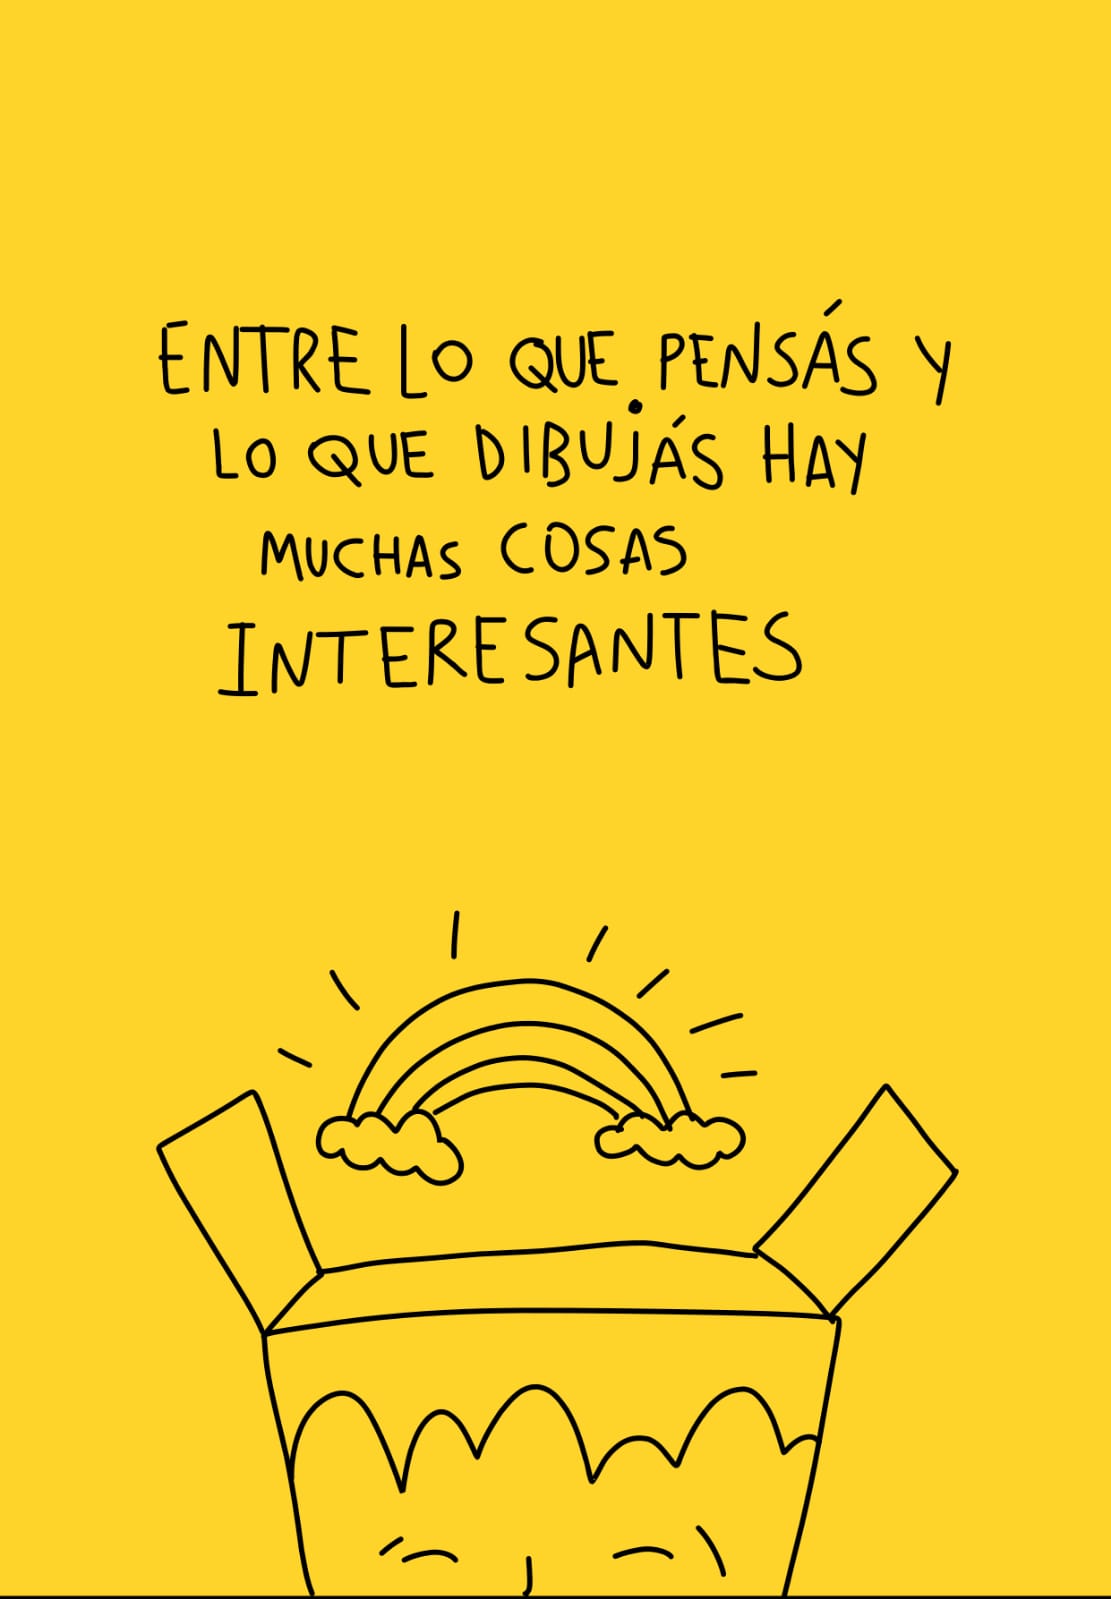 ENTRE LO QUE PENSÁS Y
LO QUE DIBUJÁS HAY
MUCHAS COSAS
INTERESANTES